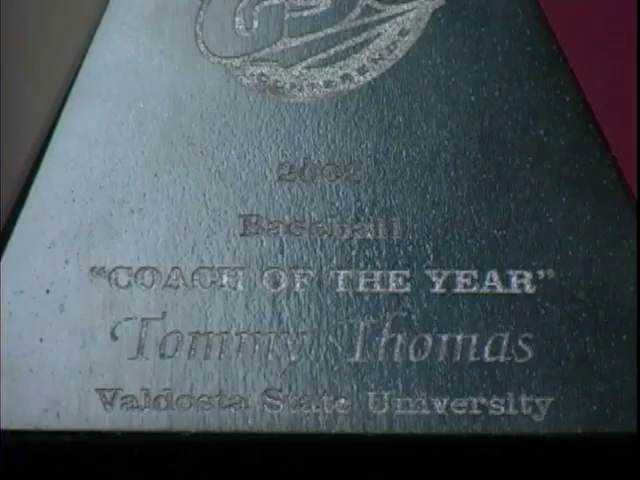 Baseball
"COACH OF THE YEAR"
Tommy Thomas
Valdosta State University